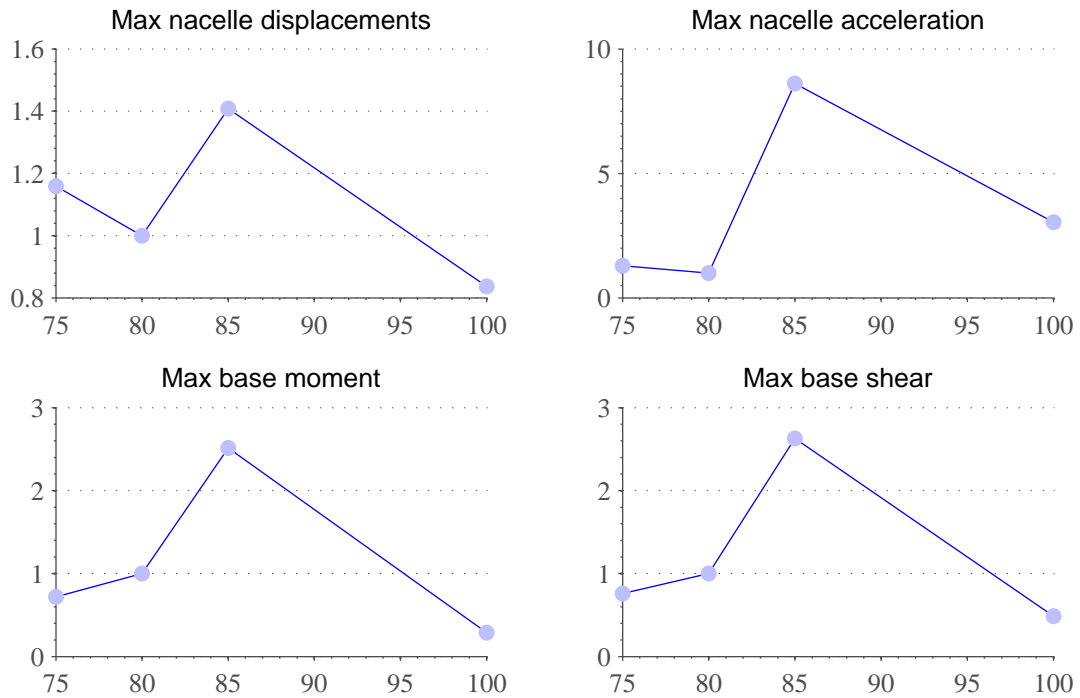 Max nacelle displacements
1.6
1.4
1.2
1
0.8
75 80 85 90 95 100
Max nacelle acceleration
10
5
0
75 80 85 90 95 100
Max base moment
3
2
1
0
75 80 85 90 95 100
Max base shear
3
2
1
0
75 80 85 90 95 100